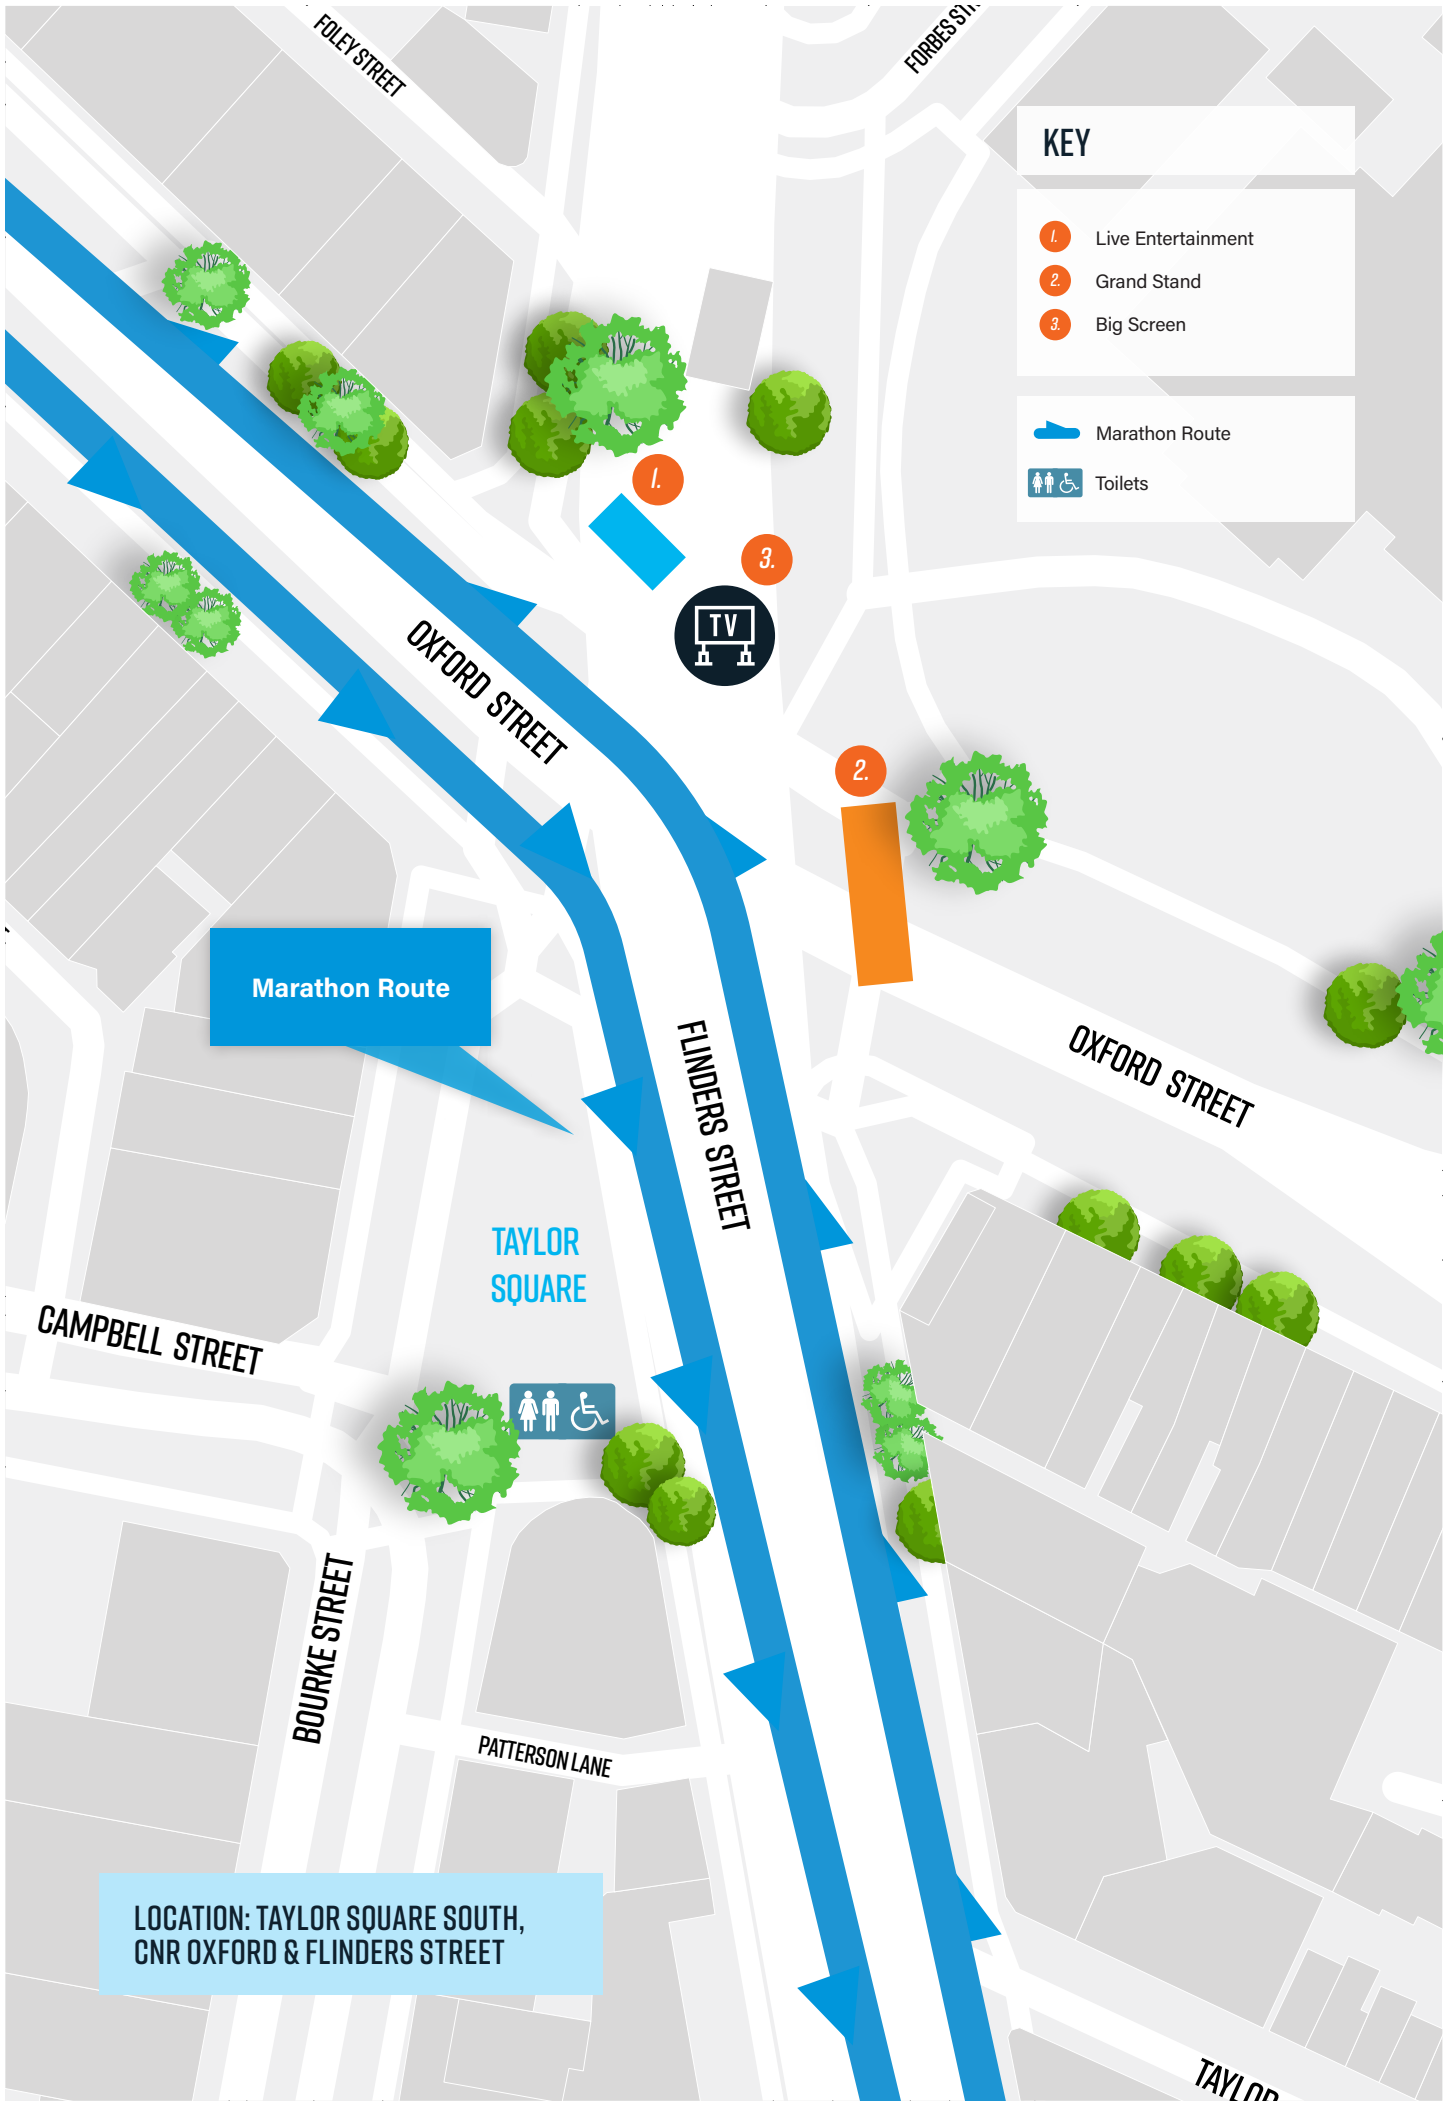 FOLEY STREET
KEY
1. Live Entertainment
2. Grand Stand
3. Big Screen
Marathon Route
Toilets
1.
3.
TV
OXFORD STREET
2.
Marathon Route
FLINDERS STREET
OXFORD STREET
TAYLOR
SQUARE
CAMPBELL STREET
BOURKE STREET
PATTERSON LANE
LOCATION: TAYLOR SQUARE SOUTH,
CNR OXFORD & FLINDERS STREET
TAYLOR